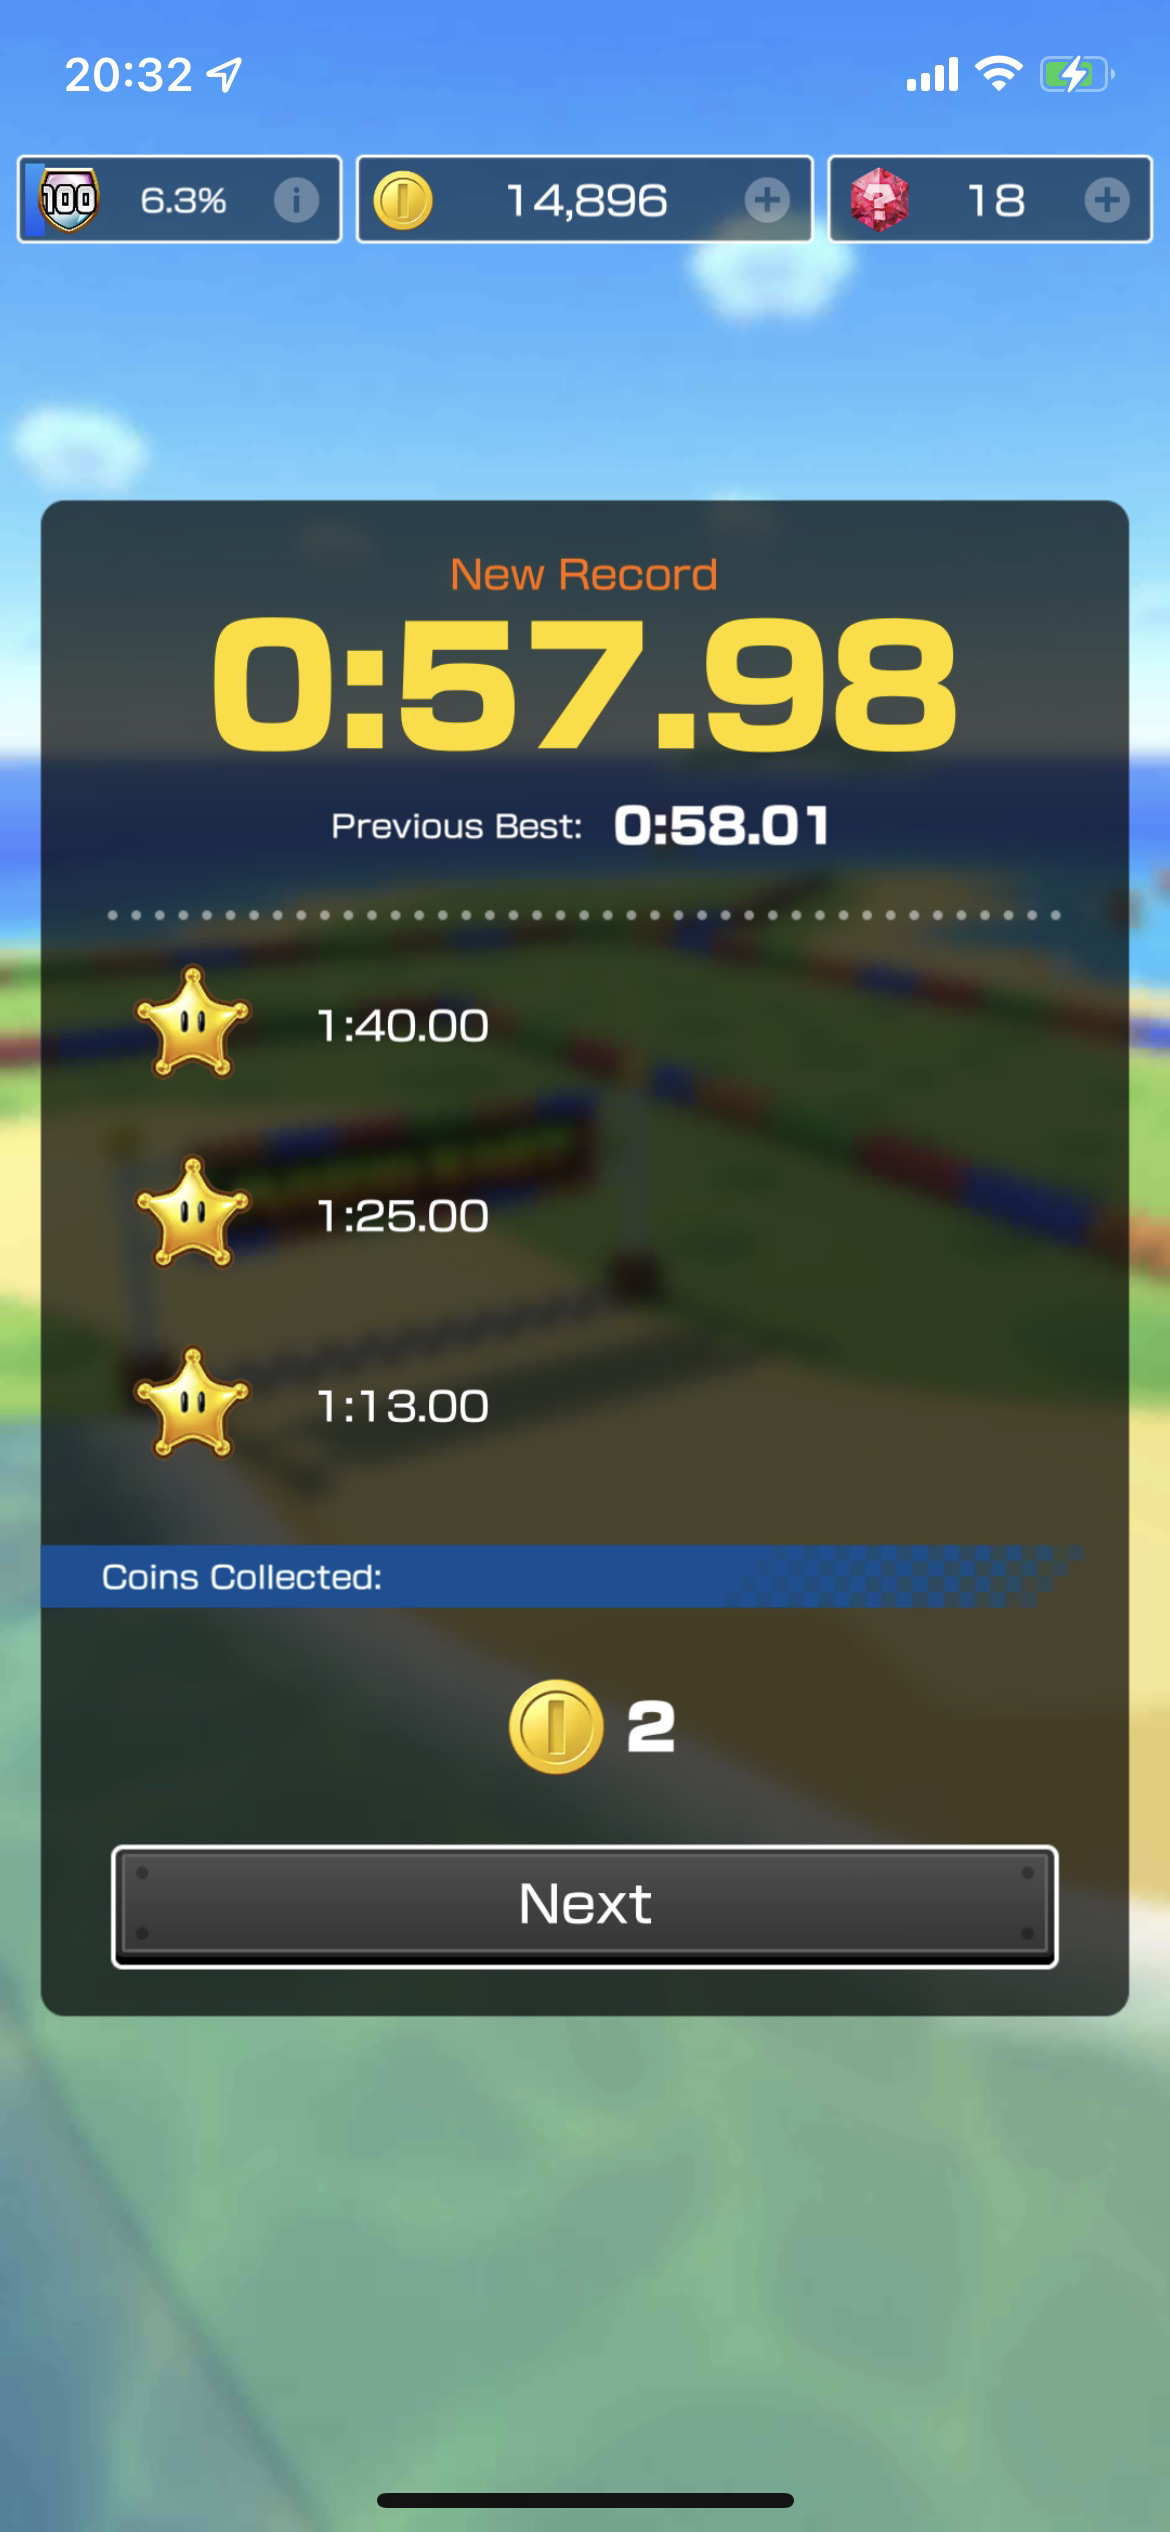 20:32
100 6.3% i 14,896 + ? 18 +
New Record
0:57.98
Previous Best: 0:58.01
1:40.00
1:25.00
1:13.00
Coins Collected:
2
Next